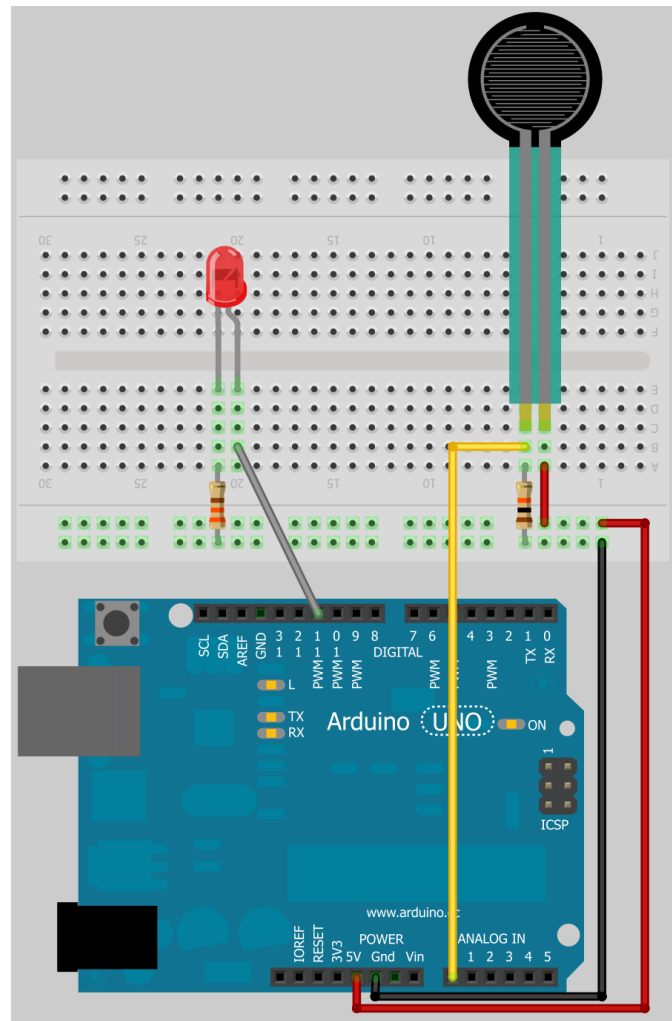 30 25 20 15 10 1
J
I
H
G
F
E
D
C
B
A
30 25 10 1
SCL
SDA
AREF
GND
13
12
PWM 11
PWM 10
PWM 9
8
DIGITAL
7
PWM 6
4
PWM 3
2
TX 1
RX 0
L
TX
RX
Arduino UNO
ON
1
ICSP
www.arduino.
POWER
ANALOG IN
IOREF
RESET
3V3
5V
Gnd
Vin
1
2
3
4
5